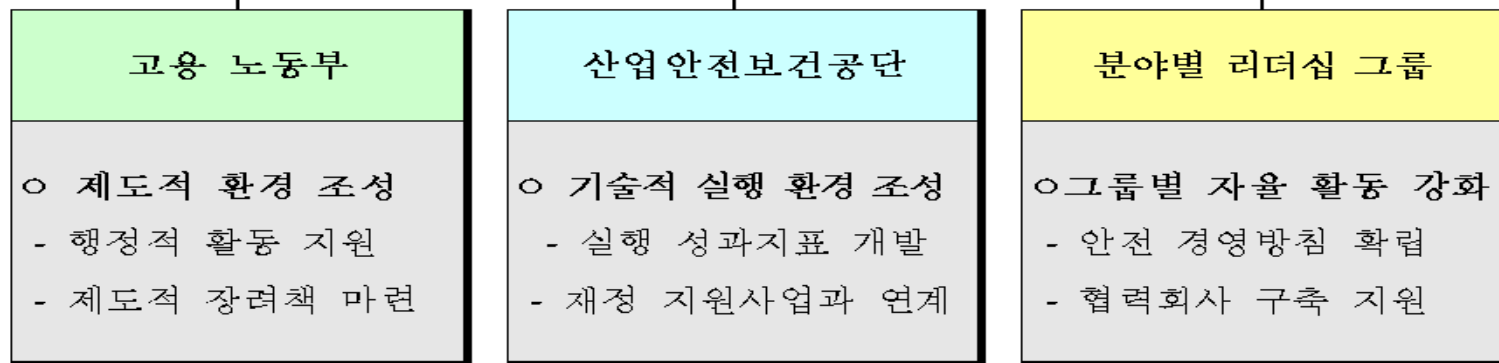 고용 노동부
○ 제도적 환경 조성
- 행정적 활동 지원
- 제도적 장려책 마련
산업안전보건공단
○ 기술적 실행 환경 조성
- 실행 성과지표 개발
- 재정 지원사업과 연계
분야별 리더십 그룹
○그룹별 자율 활동 강화
- 안전 경영방침 확립
- 협력회사 구축 지원